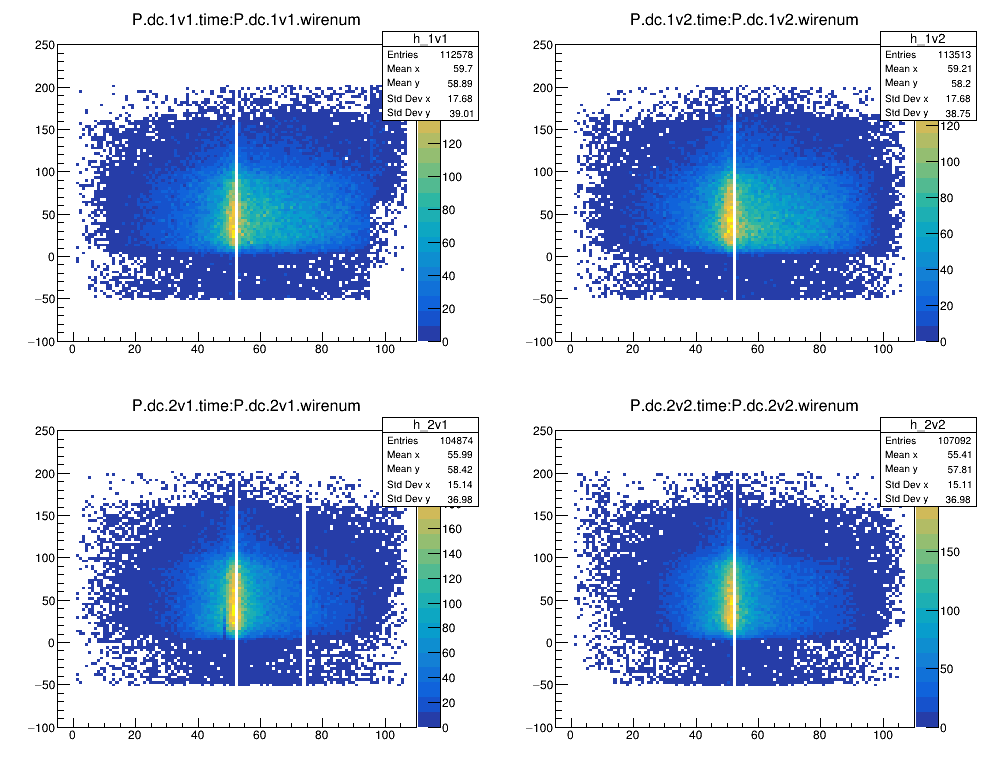 P.dc.1v1.time:P.dc.1v1.wirenum
h_1v1
Entries 112578
Mean x 59.7
Mean y 58.89
Std Dev x 17.68
Std Dev y 39.01
250
200
150
100
50
0
−50
−100
0 20 40 60 80 100
120
100
80
60
40
20
0
P.dc.1v2.time:P.dc.1v2.wirenum
h_1v2
Entries 113513
Mean x 59.21
Mean y 58.2
Std Dev x 17.68
Std Dev y 38.75
250
200
150
100
50
0
−50
−100
0 20 40 60 80 100
120
100
80
60
40
20
0
P.dc.2v1.time:P.dc.2v1.wirenum
h_2v1
Entries 104874
Mean x 55.99
Mean y 58.42
Std Dev x 15.14
Std Dev y 36.98
250
200
150
100
50
0
−50
−100
0 20 40 60 80 100
160
140
120
100
80
60
40
20
0
P.dc.2v2.time:P.dc.2v2.wirenum
h_2v2
Entries 107092
Mean x 55.41
Mean y 57.81
Std Dev x 15.11
Std Dev y 36.98
250
200
150
100
50
0
−50
−100
0 20 40 60 80 100
150
100
50
0